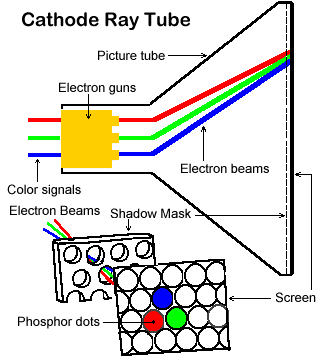 Cathode Ray Tube
Picture tube
Electron guns
Electron beams
Color signals
Electron Beams
Shadow Mask
Screen
Phosphor dots